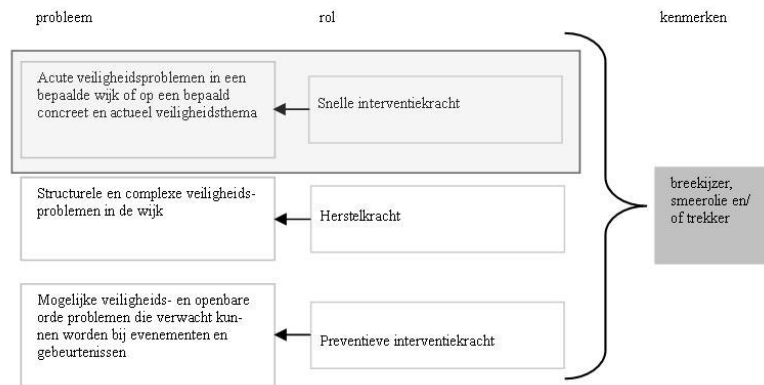 probleem
rol
kenmerken
Acute veiligheidsproblemen in een
bepaalde wijk of op een bepaald
concreet en actueel veiligheidsthema
Snelle interventiekracht
Structurele en complexe veiligheids-
problemen in de wijk
Herstelkracht
Mogelijke veiligheids- en openbare
orde problemen die verwacht kun-
nen worden bij evenementen en
gebeurtenissen
Preventieve interventiekracht
breekijzer,
smeerolie en/
of trekker